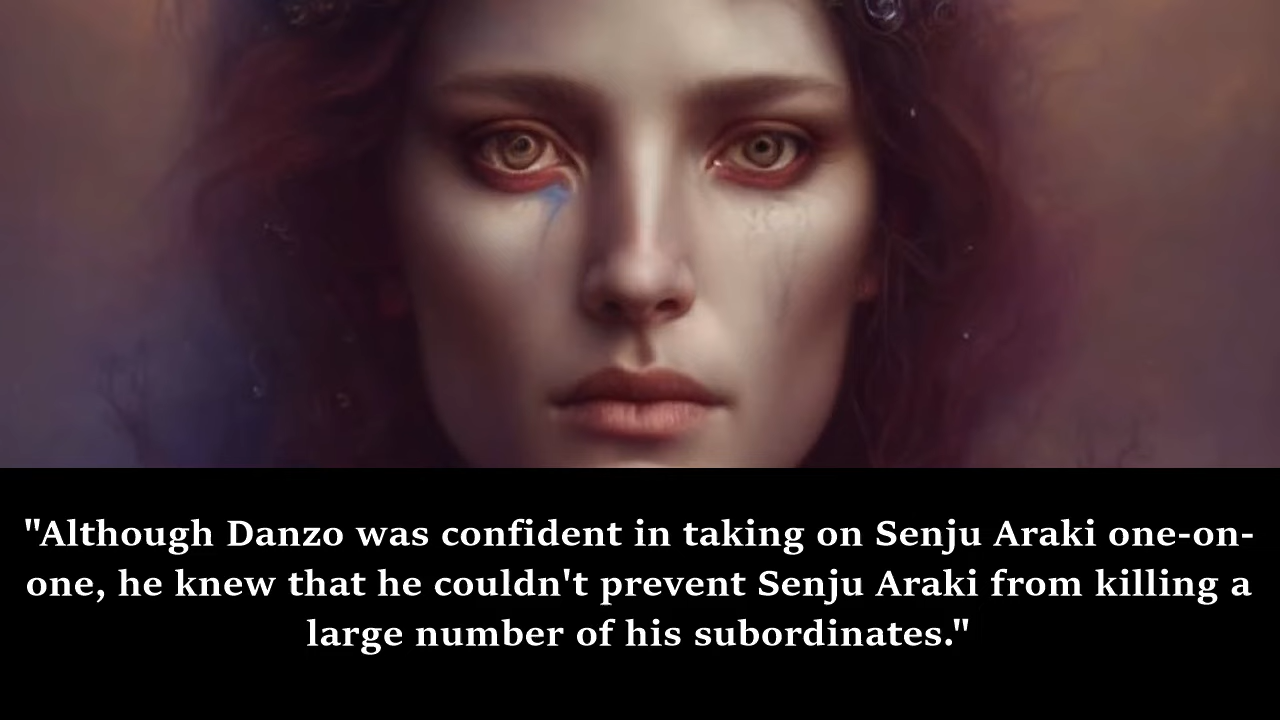 "Although Danzo was confident in taking on Senju Araki one-on-
one, he knew that he couldn't prevent Senju Araki from killing a
large number of his subordinates."